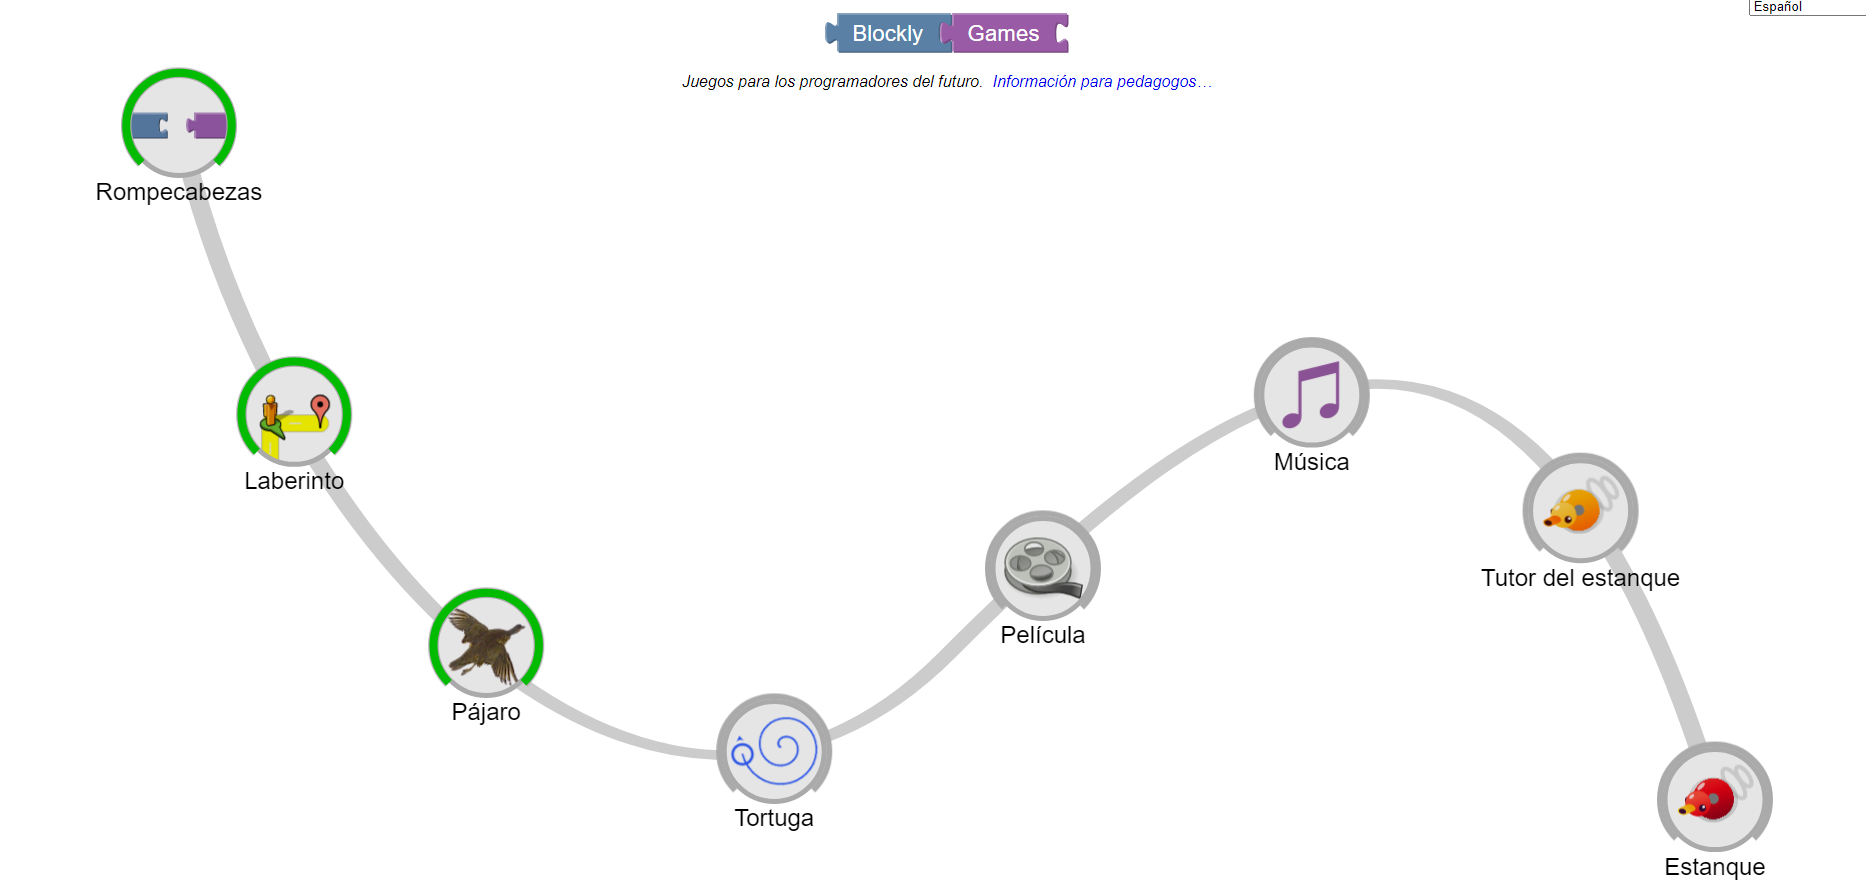 Español
Blockly Games
Juegos para los programadores del futuro. Información para pedagogos…
Rompecabezas
Laberinto
Pájaro
Tortuga
Película
Música
Tutor del estanque
Estanque